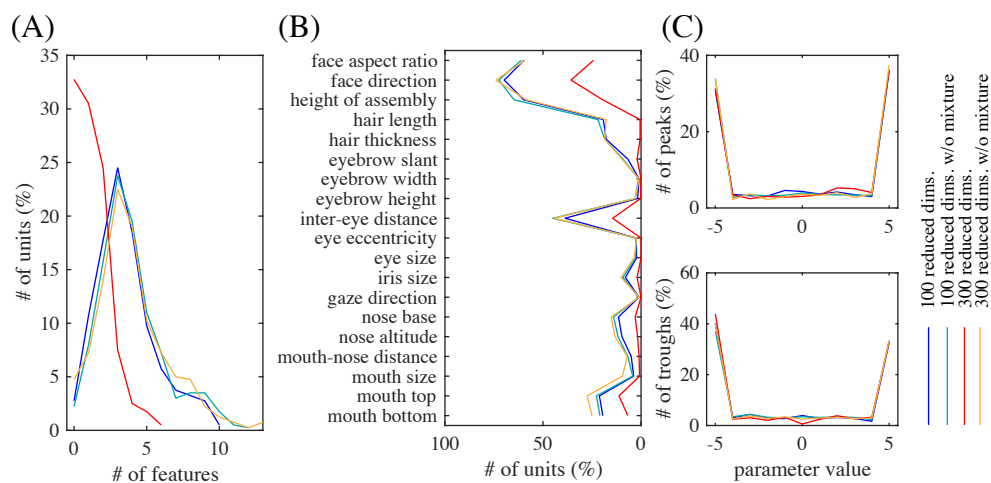 (A)
35
30
25
20
15
10
5
0
0
5
10
# of units (%)
# of features
(B)
face aspect ratio
face direction
height of assembly
hair length
hair thickness
eyebrow slant
eyebrow width
eyebrow height
inter-eye distance
eye eccentricity
eye size
iris size
gaze direction
nose base
nose altitude
mouth-nose distance
mouth size
mouth top
mouth bottom
100
50
0
# of units (%)
(C)
# of peaks (%)
40
20
0
-5
0
5
# of troughs (%)
60
40
20
0
-5
0
5
parameter value
100 reduced dims.
100 reduced dims. w/o mixture
300 reduced dims.
300 reduced dims. w/o mixture